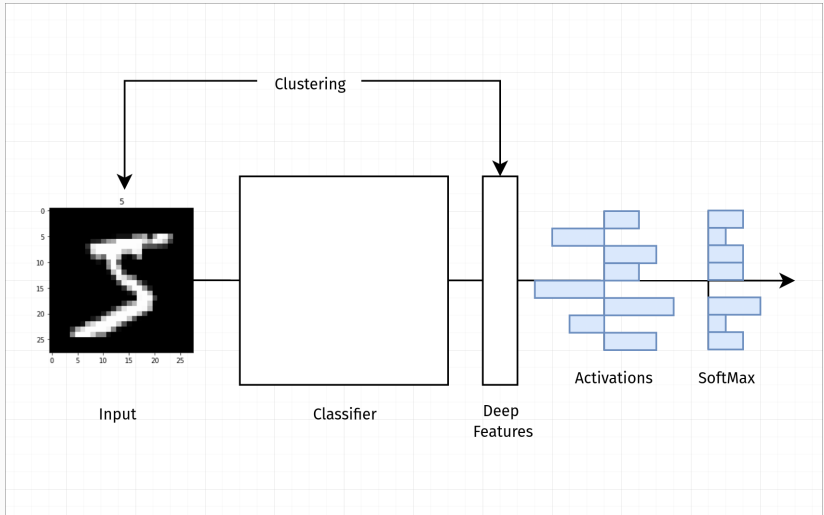 Clustering
5
0
5
10
15
20
25
0 5 10 15 20 25
Input
Classifier
Deep
Features
Activations
SoftMax